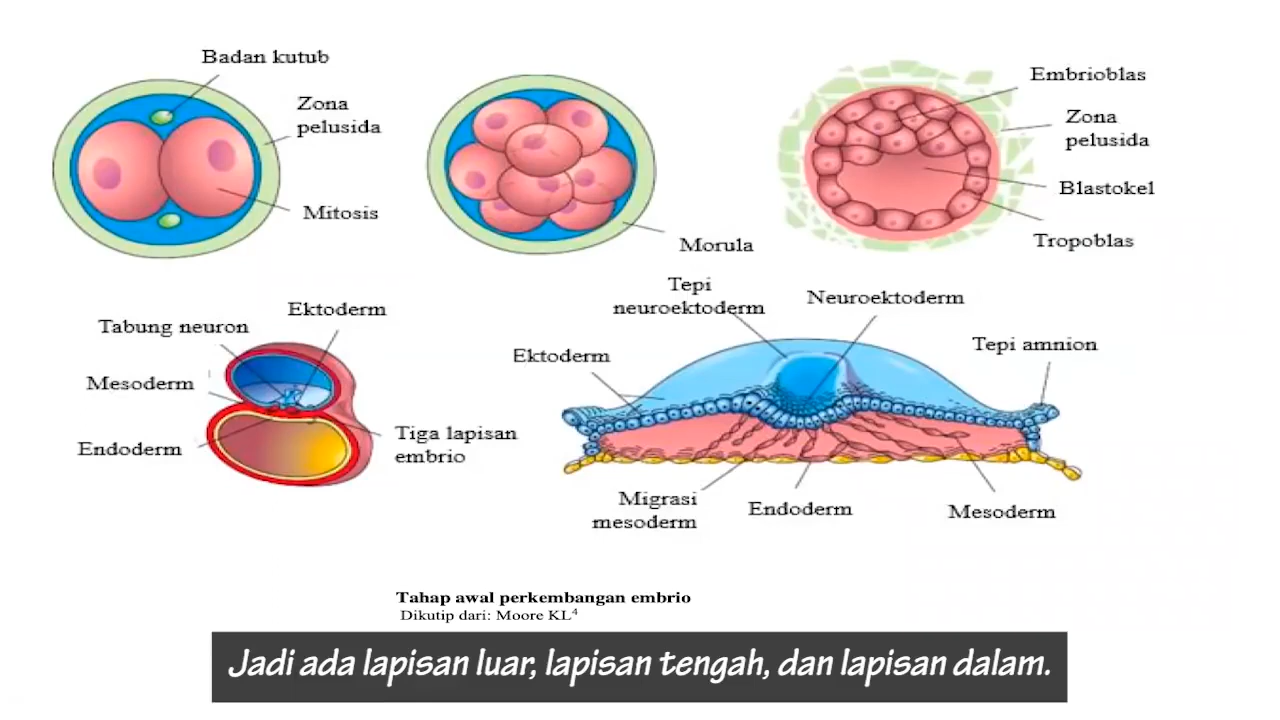 Badan kutub
Zona
pelusida
Mitosis
Morula
Embrioblas
Zona
pelusida
Blastokel
Tropoblas
Ektoderm
Tabung neuron
Mesoderm
Endoderm
Tiga lapisan
embrio
Tepi
neuroektoderm
Neuroektoderm
Ektoderm
Tepi amnion
Migrasi
mesoderm
Endoderm
Mesoderm
Tahap awal perkembangan embrio
Dikutip dari: Moore KL4
Jadi ada lapisan luar, lapisan tengah, dan lapisan dalam.